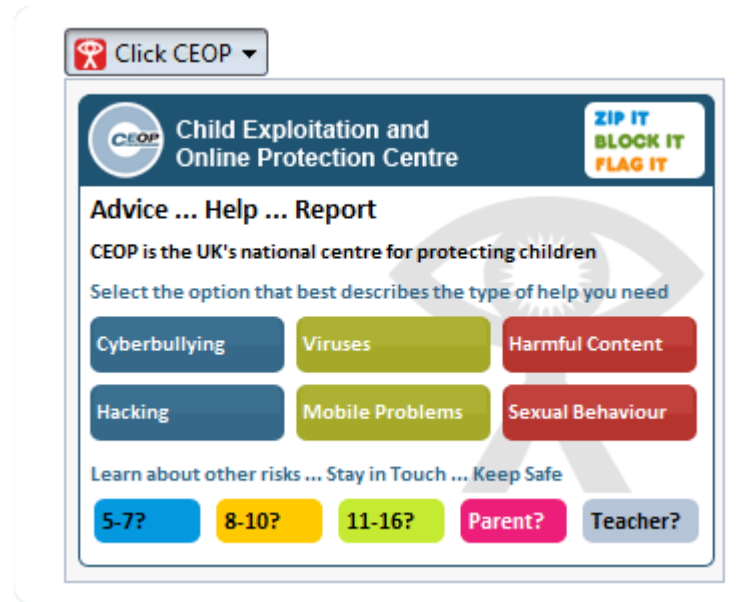 Click CEOP
CEOP
Child Exploitation and
Online Protection Centre
ZIP IT
BLOCK IT
FLAG IT
Advice ... Help ... Report
CEOP is the UK's national centre for protecting children
Select the option that best describes the type of help you need
Cyberbullying
Viruses
Harmful Content
Hacking
Mobile Problems
Sexual Behaviour
Learn about other risks ... Stay in Touch ... Keep Safe
5-7?
8-10?
11-16?
Parent?
Teacher?